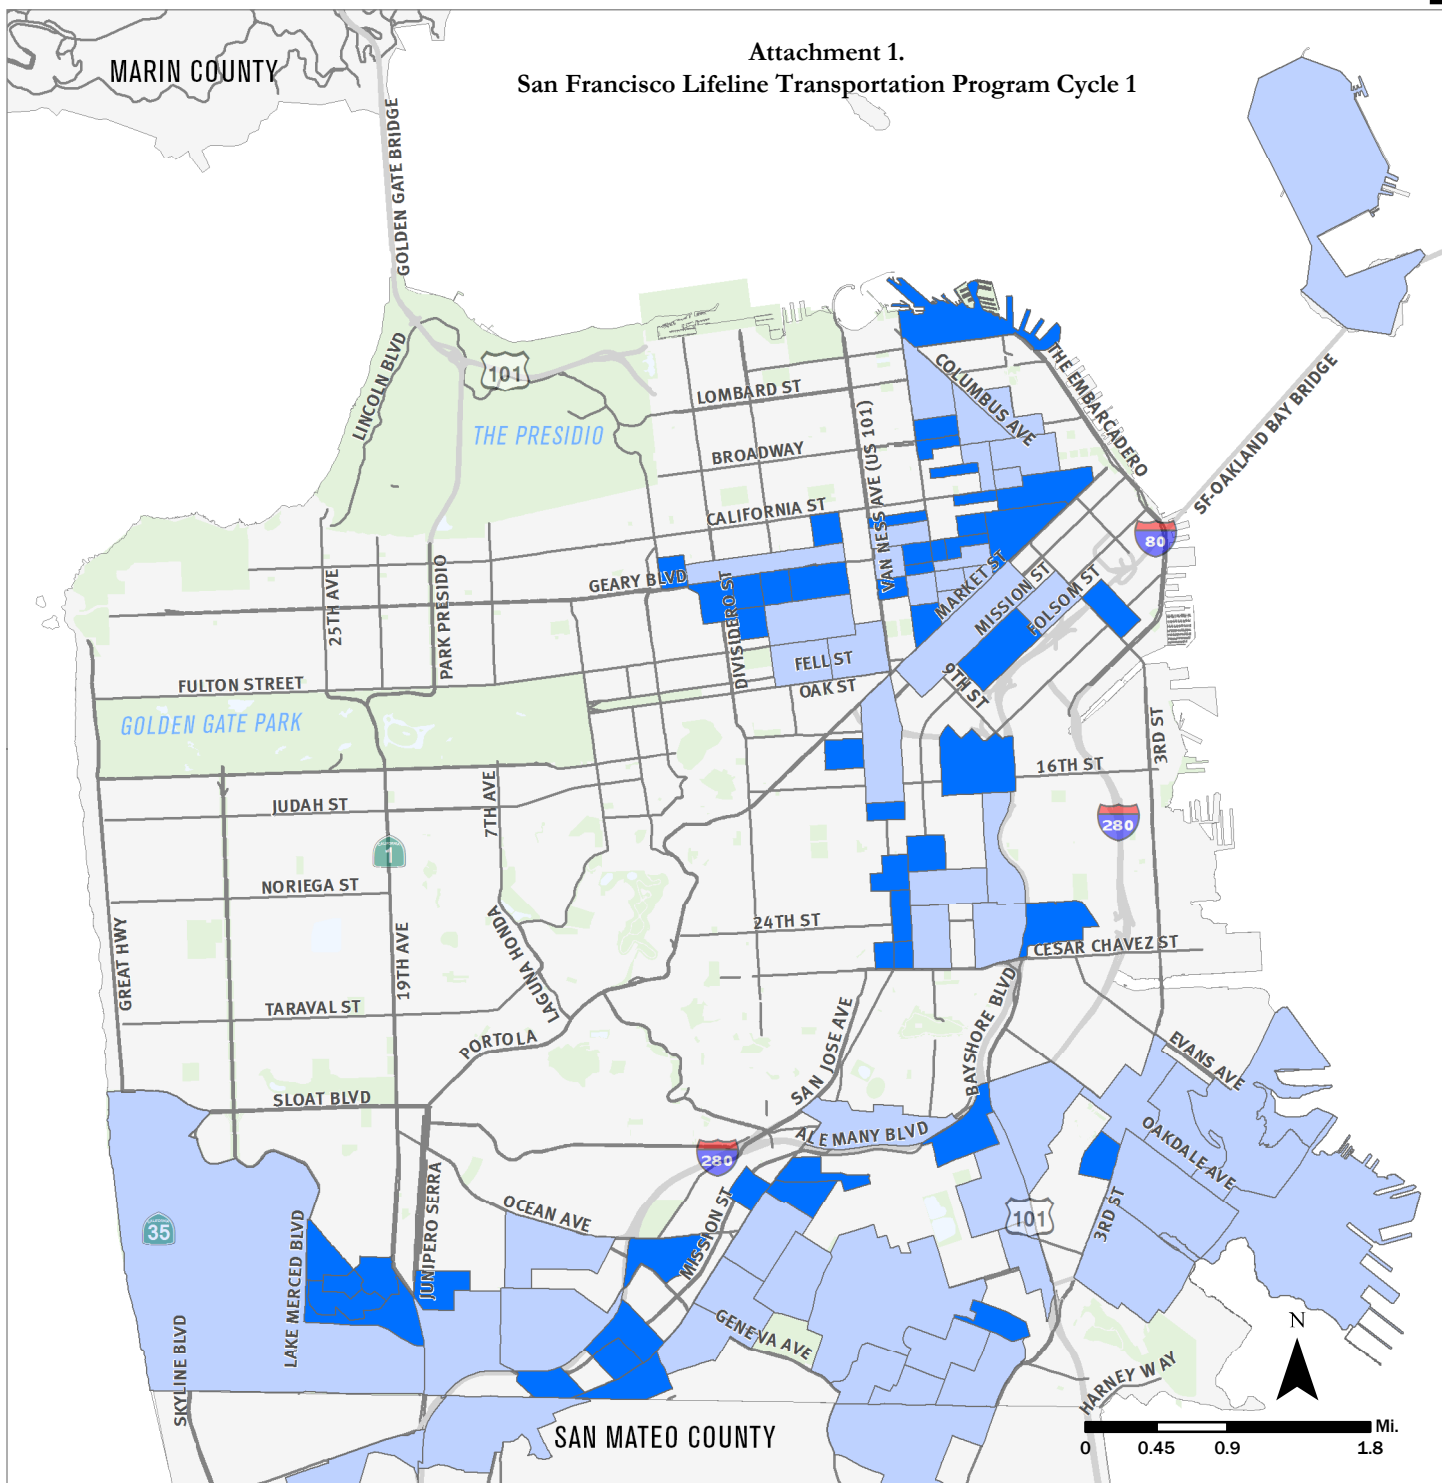 Attachment 1.
San Francisco Lifeline Transportation Program Cycle 1
MARIN COUNTY
GOLDEN GATE BRIDGE
LINCOLN BLVD
101
THE PRESIDIO
LOMBARD ST
BROADWAY
CALIFORNIA ST
VAN NESS AVE (US 101)
COLUMBUS AVE
THE EMBARCADERO
SF-OAKLAND BAY BRIDGE
80
25TH AVE
PARK PRESIDIO
GEARY BLVD
DIVISIDERO ST
MARKET ST
MISSION ST
FOLSOM ST
FULTON STREET
FELL ST
OAK ST
9TH ST
GOLDEN GATE PARK
3RD ST
16TH ST
JUDAH ST
7TH AVE
CALIFORNIA
1
280
NORIEGA ST
GREAT HWY
19TH AVE
LAGUNA HONDA
24TH ST
CESAR CHAVEZ ST
TARAVAL ST
PORTOLA
SAN JOSE AVE
BAYSHORE BLVD
EVANS AVE
SLOAT BLVD
ALEMANY BLVD
OAKDALE AVE
280
JUNIPERO SERRA
OCEAN AVE
MISSION ST
3RD ST
101
CALIFORNIA
35
LAKE MERCED BLVD
SKYLINE BLVD
GENEVA AVE
HARNEY WAY
N
SAN MATEO COUNTY
Mi.
0 0.45 0.9 1.8